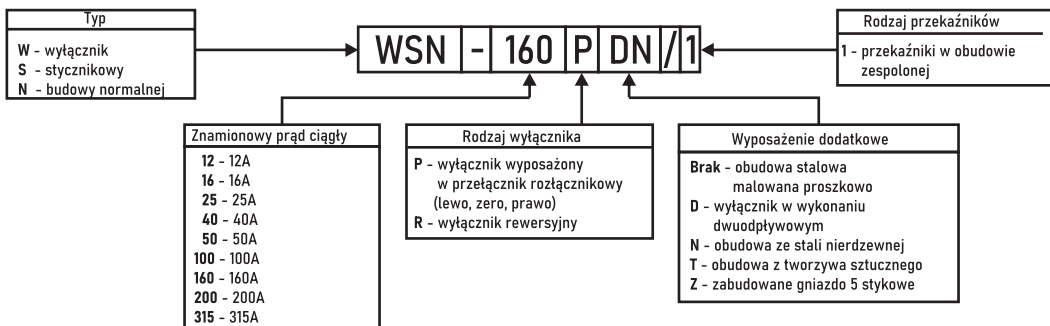 Typ
W - wyłącznik
S - stycznikowy
N - budowy normalnej
WSN - 160 P DN / 1
Rodzaj przekaźników
1 - przekaźniki w obudowie
zespolonej
Znamionowy prąd ciągły
12 - 12A
16 - 16A
25 - 25A
40 - 40A
50 - 50A
100 - 100A
160 - 160A
200 - 200A
315 - 315A
Rodzaj wyłącznika
P - wyłącznik wyposażony
w przełącznik rozłącznikowy
(lewo, zero, prawo)
R - wyłącznik rewersyjny
Wyposażenie dodatkowe
Brak - obudowa stalowa
malowana proszkowo
D - wyłącznik w wykonaniu
dwuodpływowym
N - obudowa ze stali nierdzewnej
T - obudowa z tworzywa sztucznego
Z - zabudowane gniazdo 5 stykowe